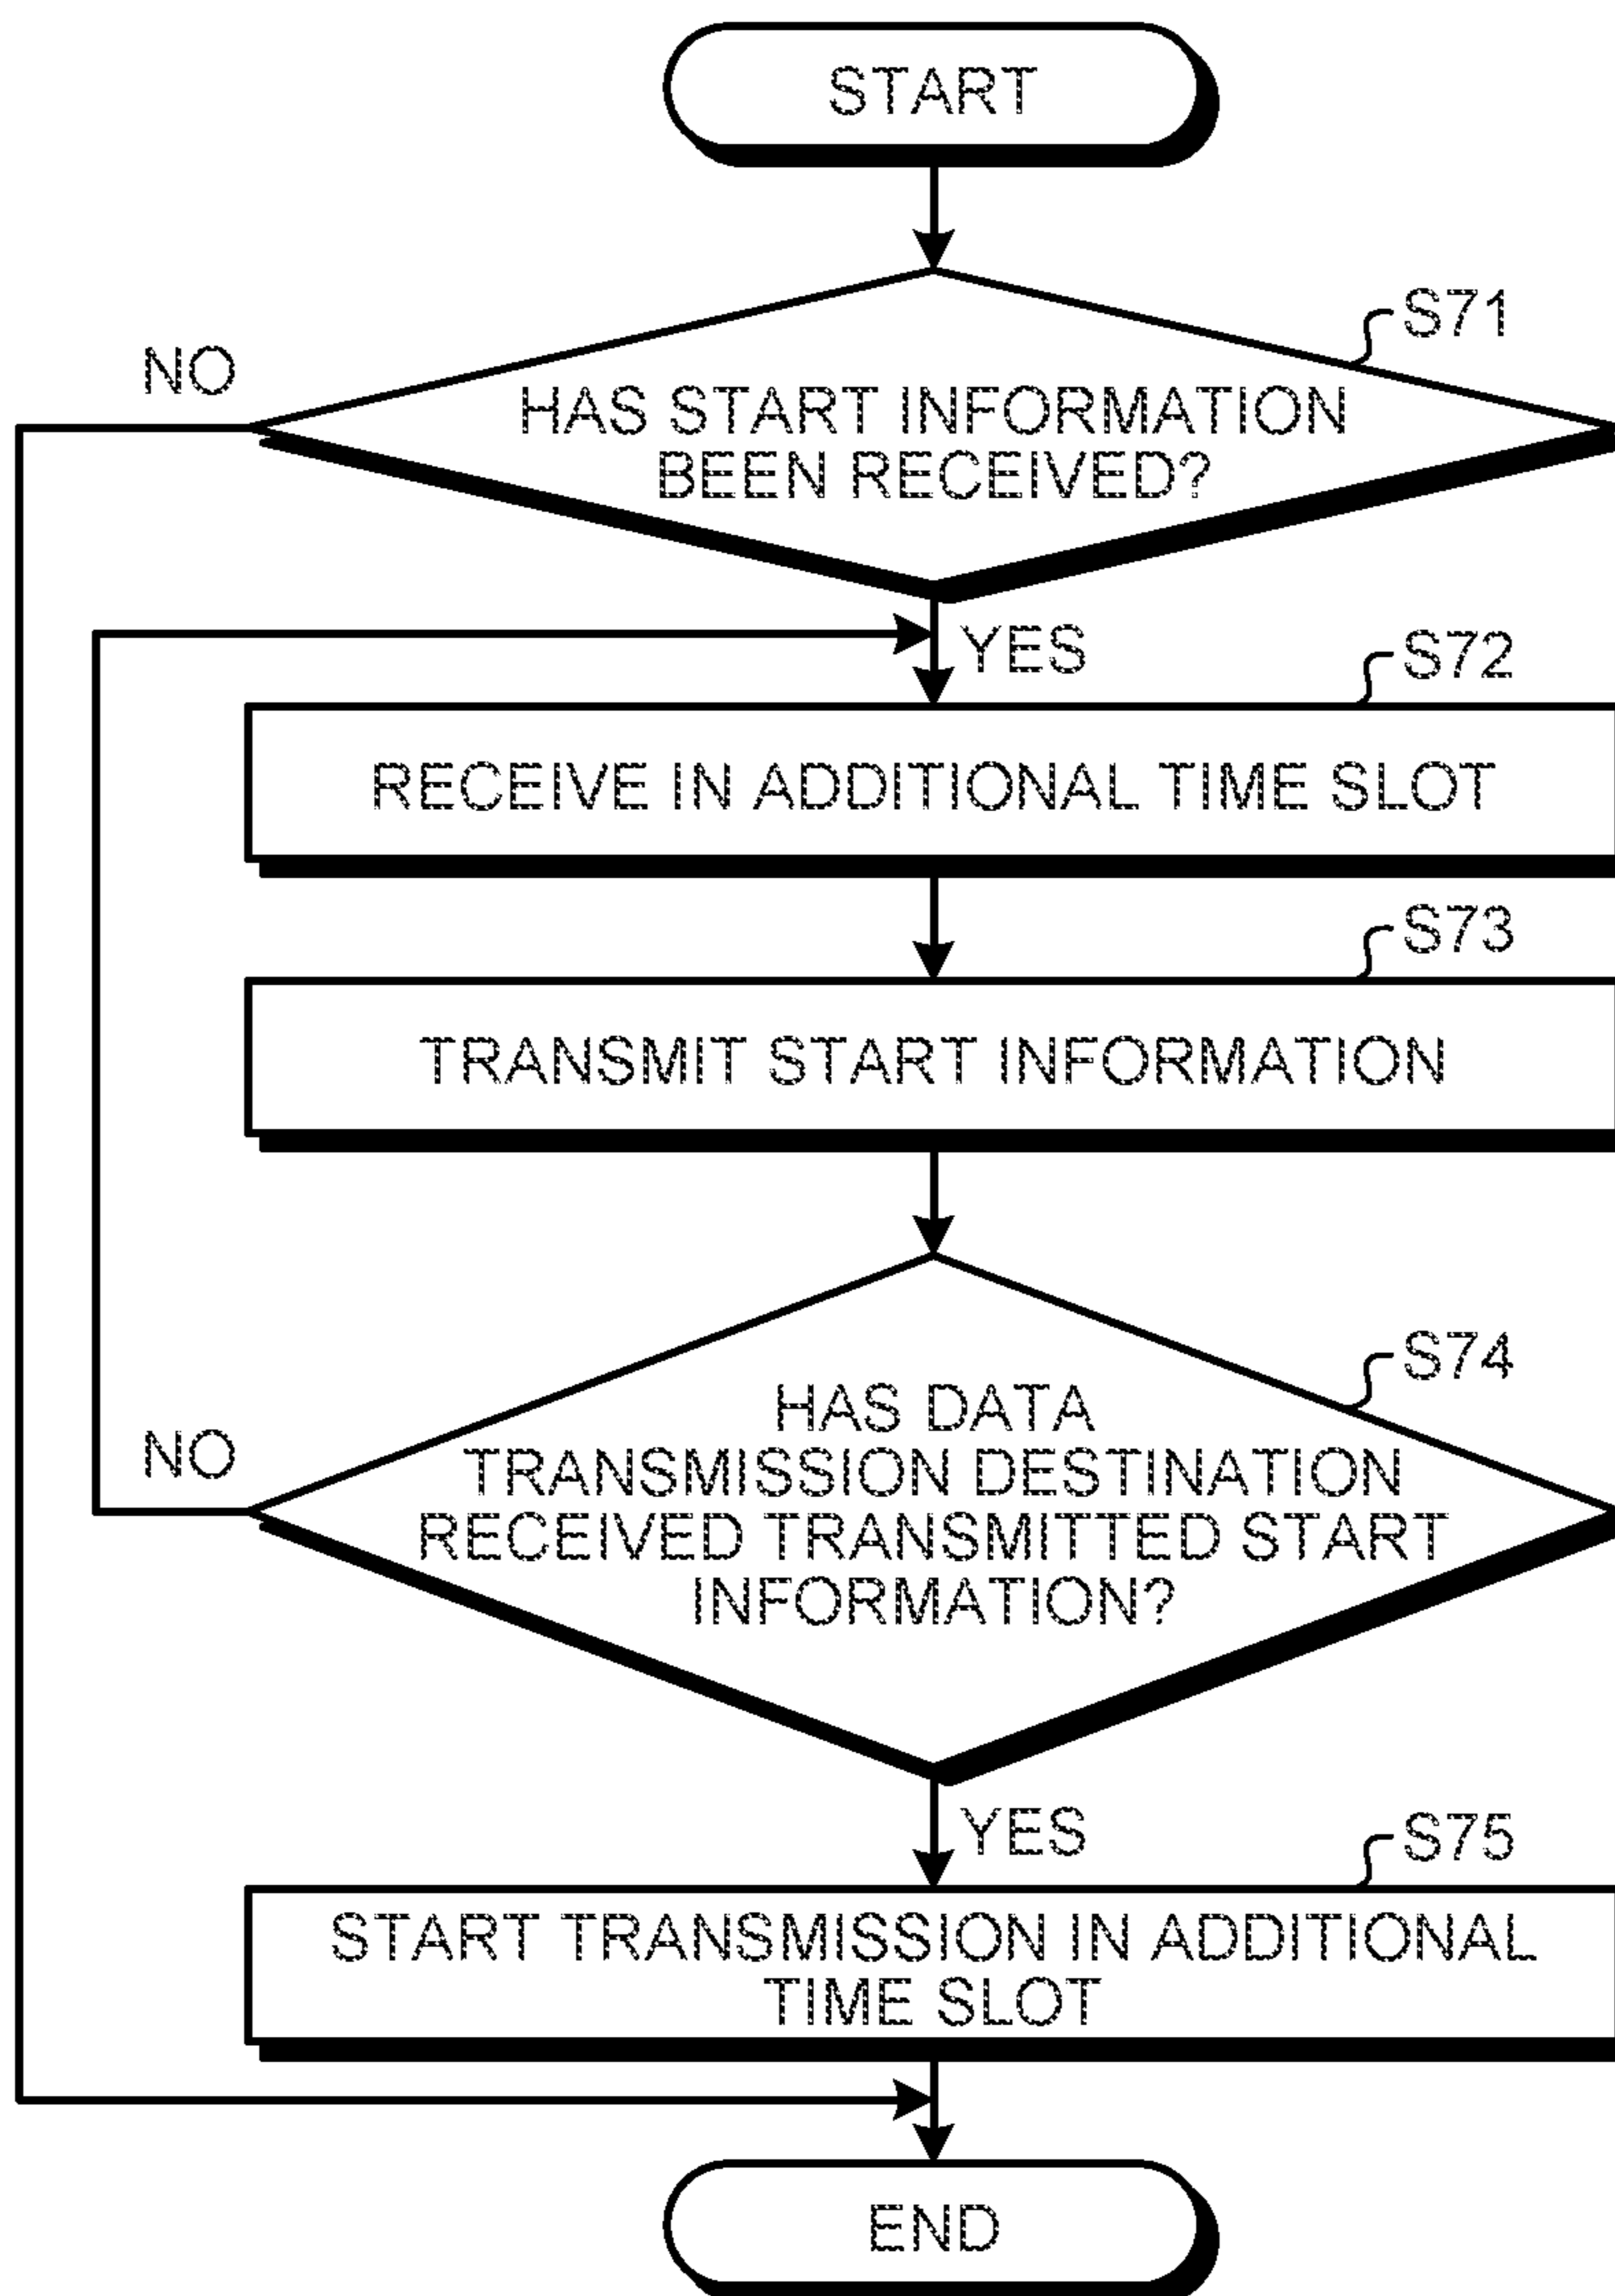 START
S71
NO
HAS START INFORMATION
BEEN RECEIVED?
YES
S72
RECEIVE IN ADDITIONAL TIME SLOT
S73
TRANSMIT START INFORMATION
S74
HAS DATA
NO
TRANSMISSION DESTINATION
RECEIVED TRANSMITTED START
INFORMATION?
YES
S75
START TRANSMISSION IN ADDITIONAL
TIME SLOT
END